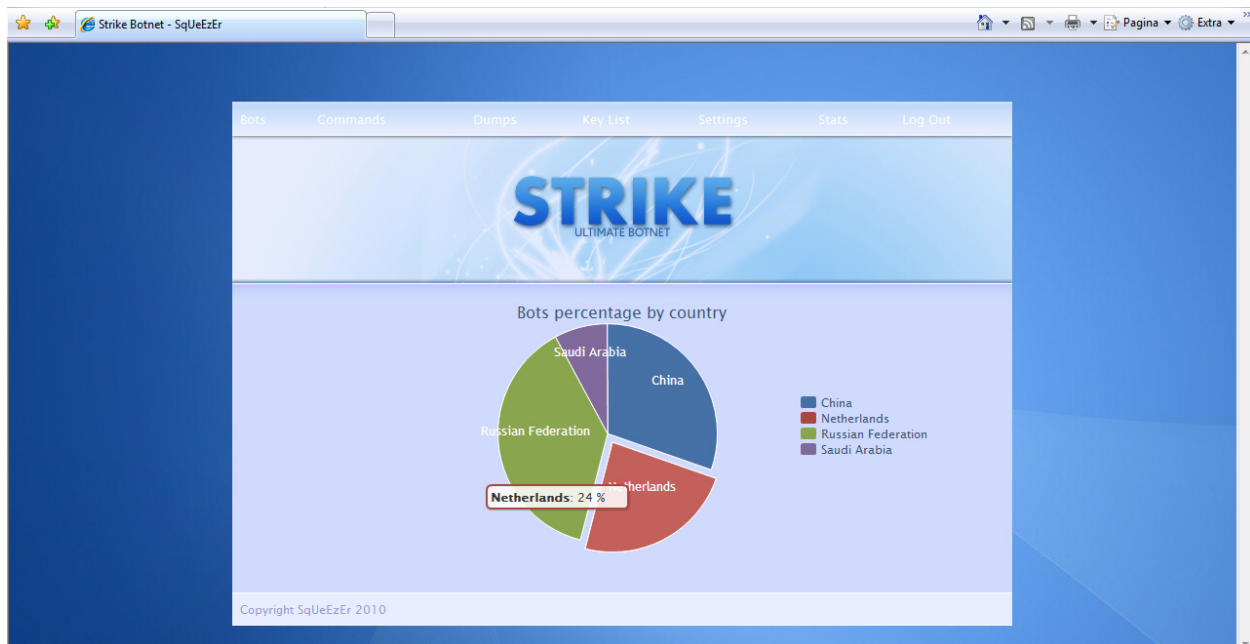 Strike Botnet - SqUeEzEr
Pagina Extra
Bots Commands Dumps Key List Settings Stats Log Out
STRIKE
ULTIMATE BOTNET
Bots percentage by country
Saudi Arabia
China
Russian Federation
Netherlands
Netherlands: 24 %
China
Netherlands
Russian Federation
Saudi Arabia
Copyright SqUeEzEr 2010